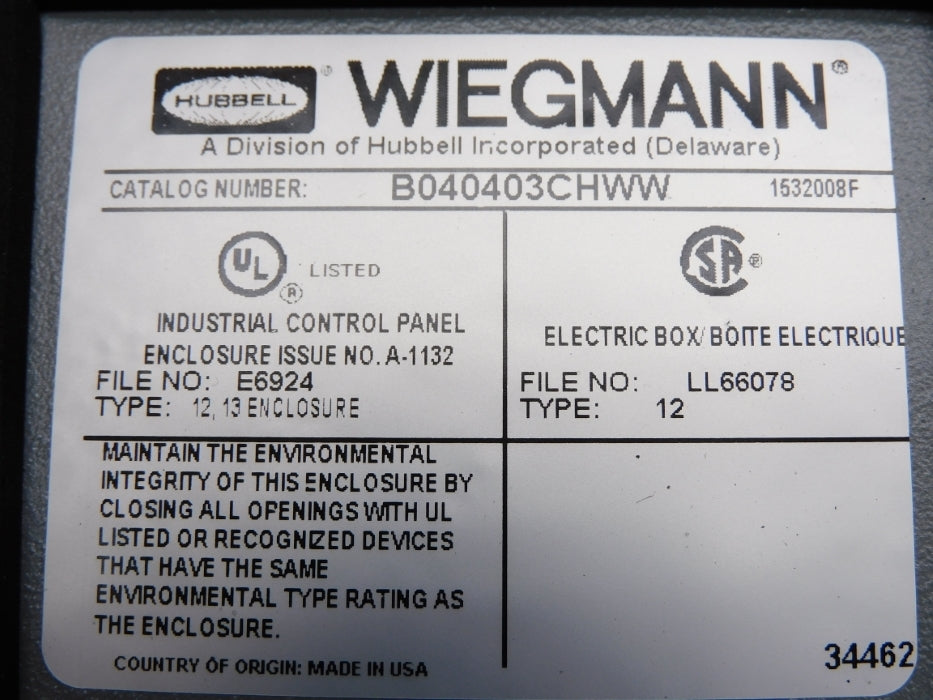 HUBBELL ® WIEGMANN ®
A Division of Hubbell Incorporated (Delaware)
CATALOG NUMBER: B040403CHWW 1532008F
UL LISTED
®
INDUSTRIAL CONTROL PANEL
ENCLOSURE ISSUE NO. A-1132
FILE NO: E6924
TYPE: 12, 13 ENCLOSURE
SA ®
ELECTRIC BOX/BOITE ELECTRIQUE
FILE NO: LL66078
TYPE: 12
MAINTAIN THE ENVIRONMENTAL
INTEGRITY OF THIS ENCLOSURE BY
CLOSING ALL OPENINGS WITH UL
LISTED OR RECOGNIZED DEVICES
THAT HAVE THE SAME
ENVIRONMENTAL TYPE RATING AS
THE ENCLOSURE.
COUNTRY OF ORIGIN: MADE IN USA
34462